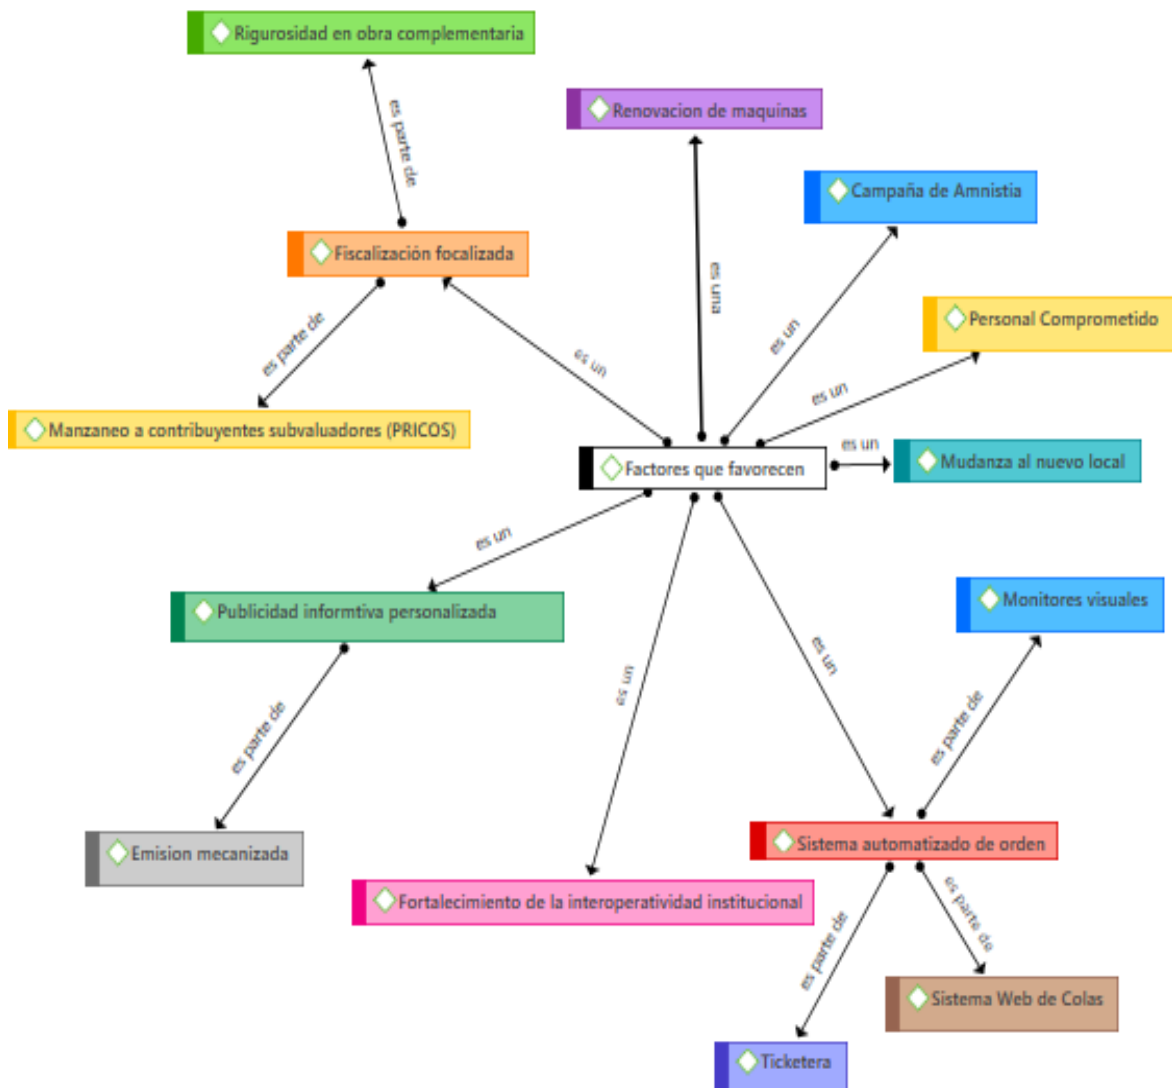 Rigurosidad en obra complementaria
es parte de
Renovacion de maquinas
Campaña de Amnistia
Fiscalización focalizada
es una
es un
Personal Comprometido
es parte de
es un
es un
Manzaneo a contribuyentes subvaluadores (PRICOS)
es un
Factores que favorecen
Mudanza al nuevo local
es un
Publicidad informtiva personalizada
Monitores visuales
es un
es un
es parte de
es parte de
Emision mecanizada
Sistema automatizado de orden
Fortalecimiento de la interoperatividad institucional
es parte de
es parte de
Sistema Web de Colas
Ticketera